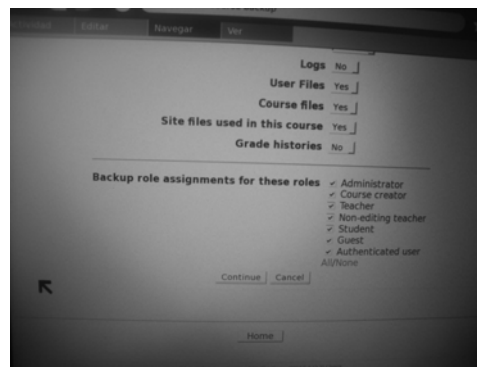 Editar Navegar Ver
Logs No
User Files Yes
Course files Yes
Site files used in this course Yes
Grade histories No
Backup role assignments for these roles Administrator
Course creator
Teacher
Non-editing teacher
Student
Guest
Authenticated user
All/None
Continue Cancel
Home